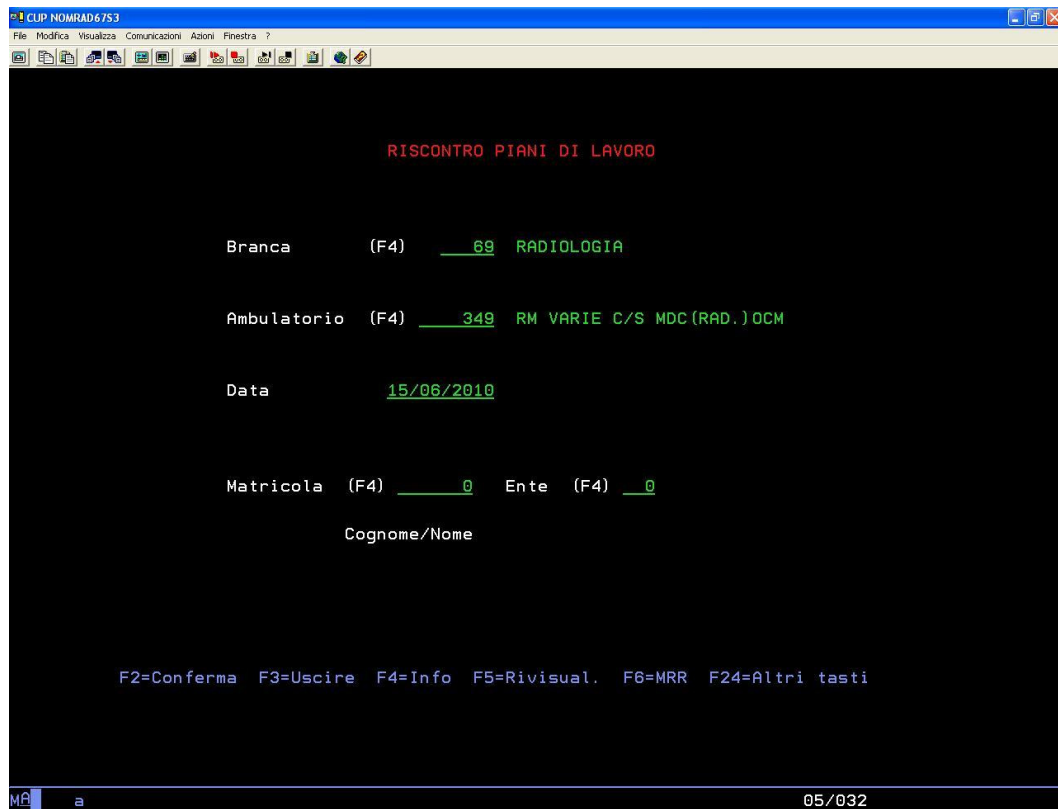 CUP NOMRAD67S3
File Modifica Visualizza Comunicazioni Azioni Finestra ?
RISCONTRO PIANI DI LAVORO
Branca (F4) 69 RADIOLOGIA
Ambulatorio (F4) 349 RM VARIE C/S MDC(RAD.)OCM
Data 15/06/2010
Matricola (F4) 0 Ente (F4) 0
Cognome/Nome
F2=Conferma F3=Uscire F4=Info F5=Rivisual. F6=MRR F24=Altri tasti
MA a 05/032